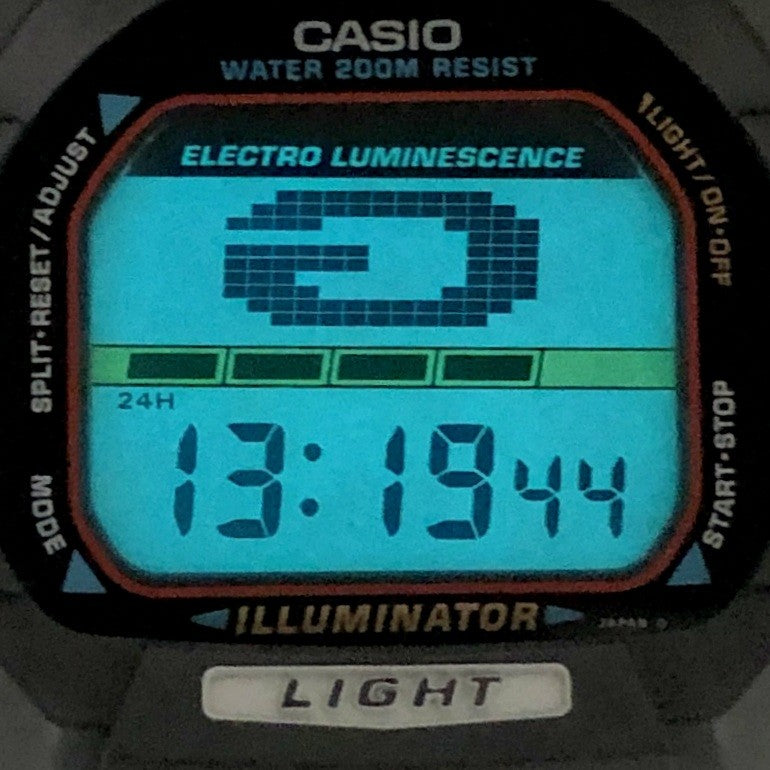 CASIO
WATER 200M RESIST
SPLIT·RESET/ADJUST
LIGHT/ON·OFF
ELECTRO LUMINESCENCE
24H
13:19 44
MODE
START·STOP
ILLUMINATOR
JAPAN
LIGHT